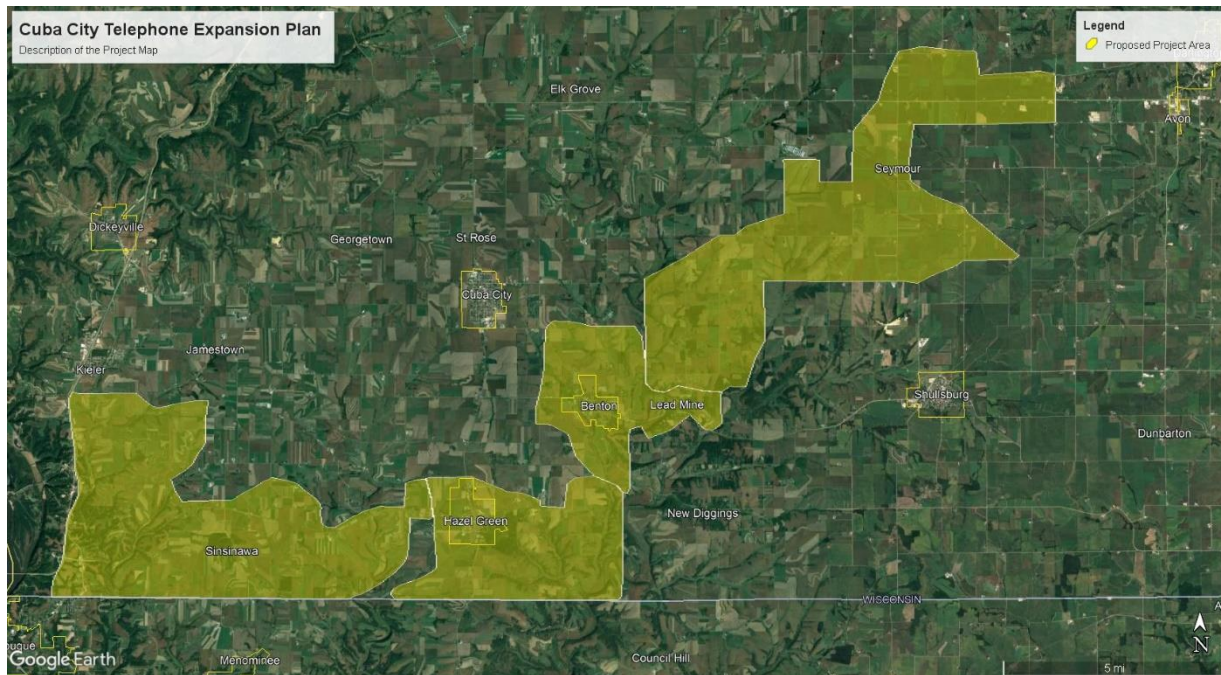 Cuba City Telephone Expansion Plan
Description of the Project Map
Legend
Proposed Project Area
Elk Grove
Avon
Seymour
Dickeyville
Georgetown
St Rose
Cuba City
Jamestown
Kieler
Shullsburg
Benton
Lead Mine
Dunbarton
New Diggings
Hazel Green
Sinsinawa
WISCONSIN
A
N
buque
Google Earth
Menominee
Council Hill
5 mi